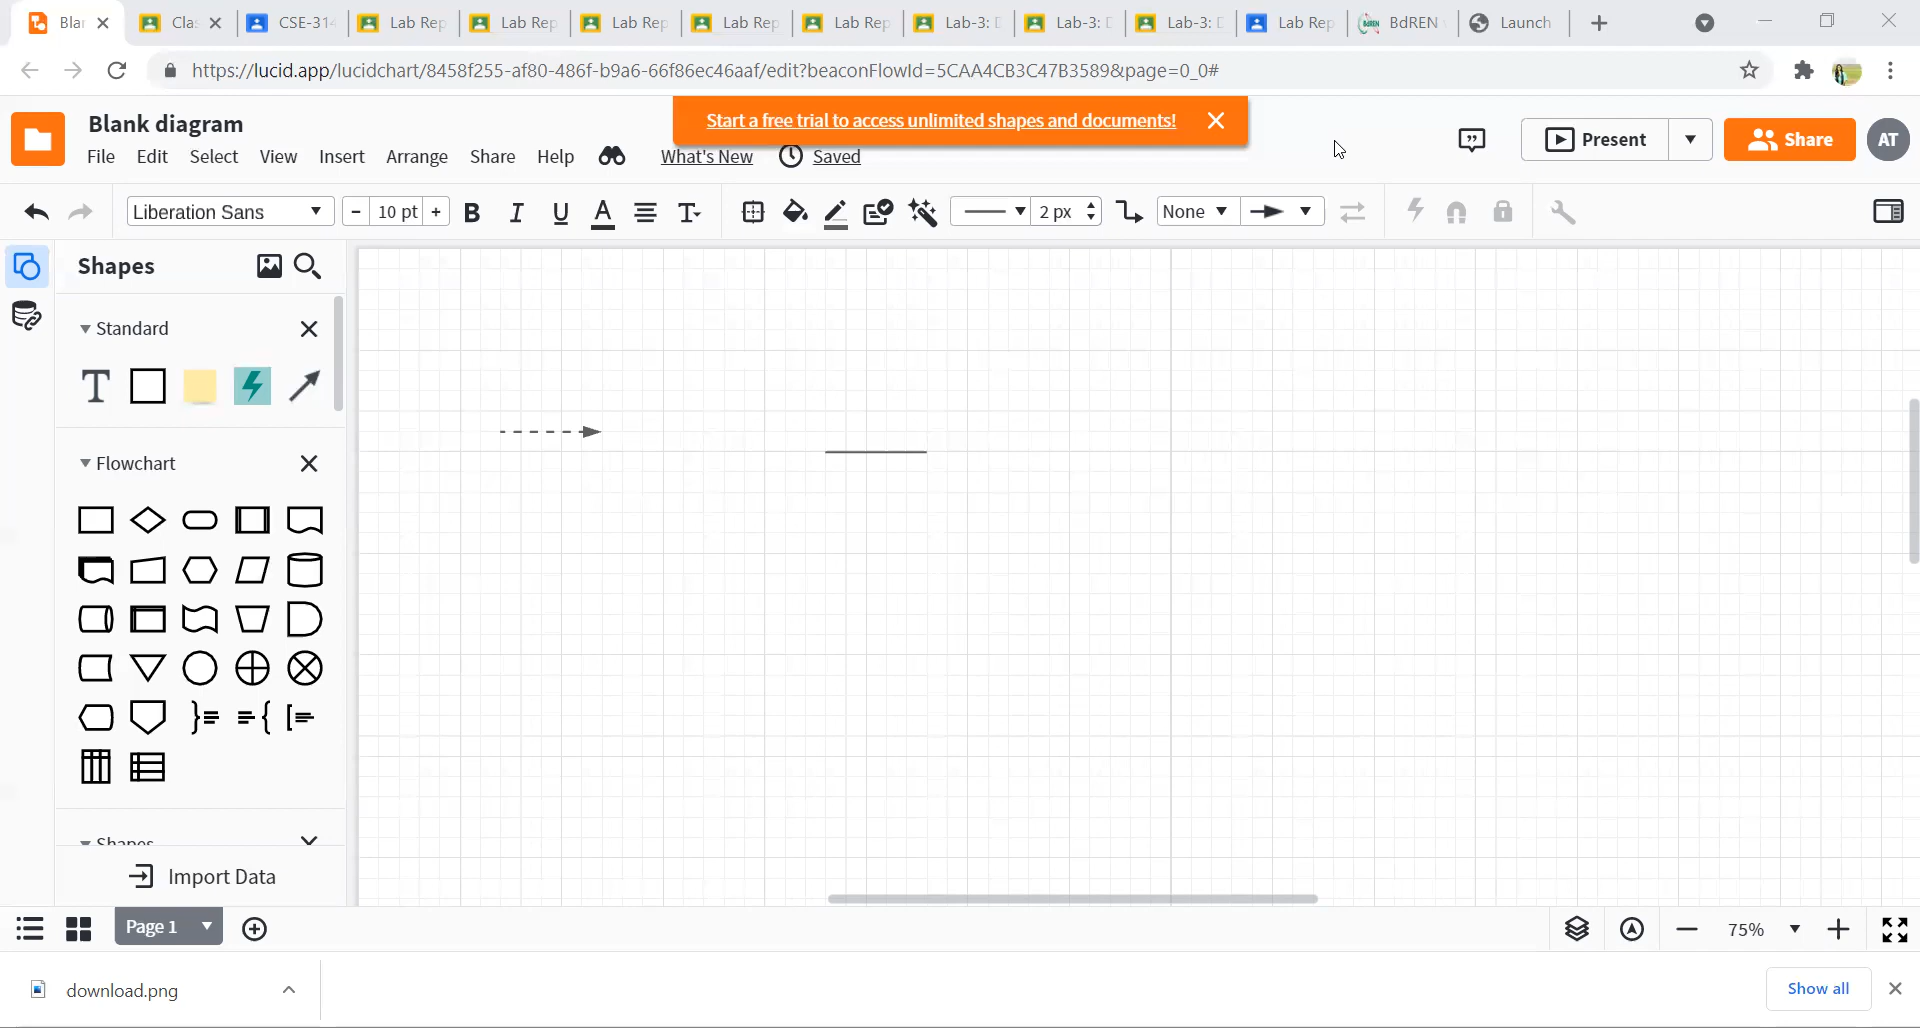 Blar
Clas
CSE-314
Lab Rep
Lab Rep
Lab Rep
Lab Rep
Lab Rep
Lab-3: D
Lab-3: D
Lab-3: D
Lab Rep
BdREN
Launch
https://lucid.app/lucidchart/8458f255-af80-486f-b9a6-66f86ec46aaf/edit?beaconFlowId=5CAA4CB3C47B3589&page=0_0#
Blank diagram
Start a free trial to access unlimited shapes and documents!
File Edit Select View Insert Arrange Share Help What's New Saved
Present
Share
AT
Liberation Sans
- 10 pt +
B I U A T
2 px
None
Shapes
Standard
T
Flowchart
Shapes
Import Data
Page 1
75%
download.png
Show all